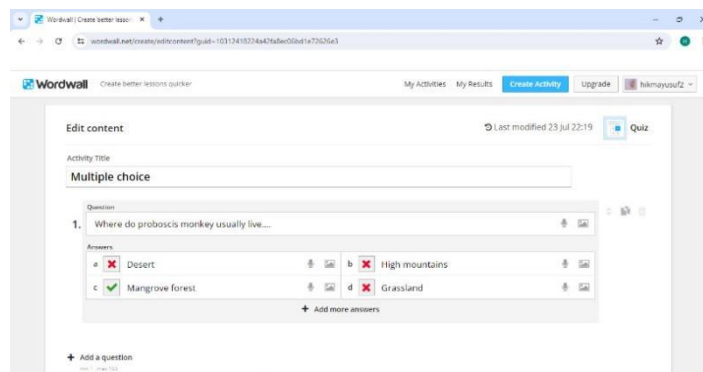 Wordwall | Create better lesson
wordwall.net/create/editcontent?guid=
Wordwall Create better lessons quicker My Activities My Results Create Activity Upgrade hikmayusuf2
Edit content Last modified 23 Jul 22:19 Quiz
Activity Title
Multiple choice
Question
1. Where do proboscis monkey usually live....
Answers
a Desert b High mountains
c Mangrove forest d Grassland
+ Add more answers
+ Add a question